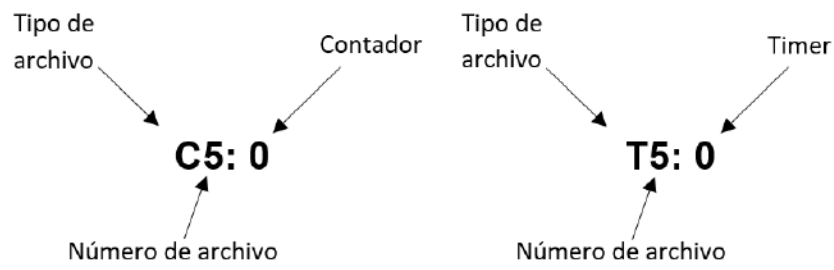 Tipo de
archivo
Contador
C5: 0
Número de archivo
Tipo de
archivo
Timer
T5: 0
Número de archivo